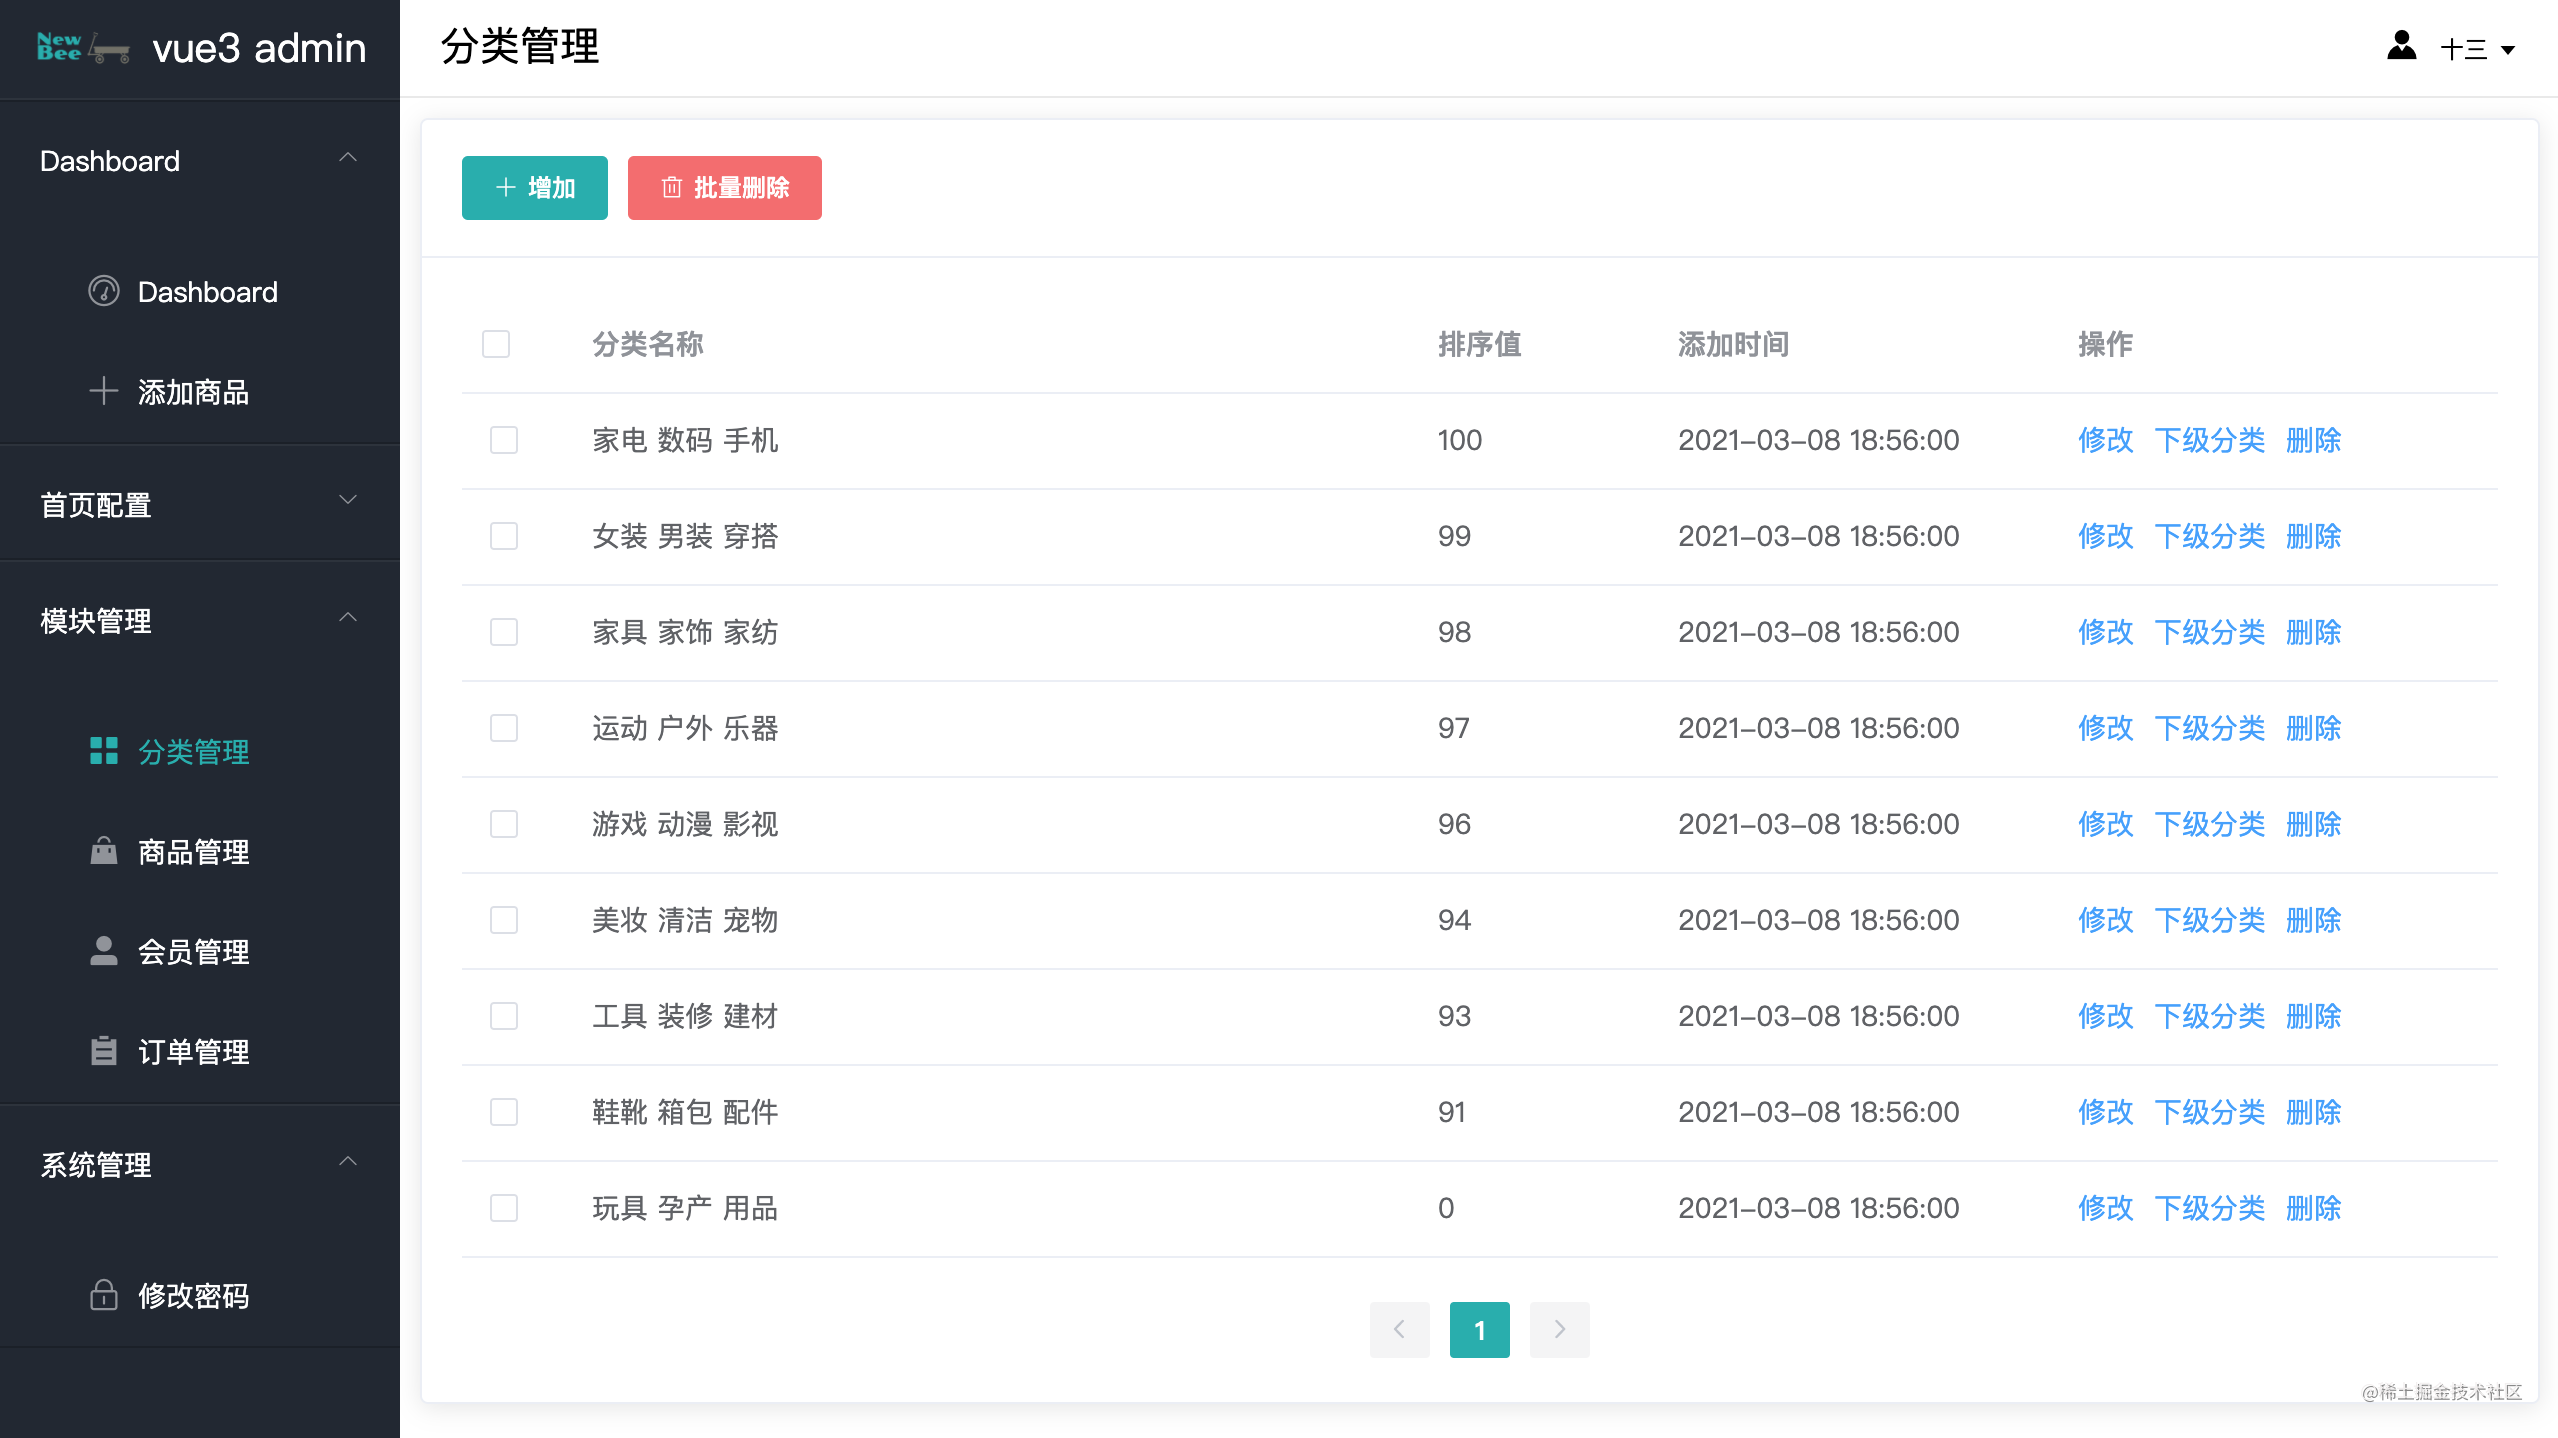 New Bee vue3 admin
Dashboard
Dashboard
添加商品
首页配置
模块管理
分类管理
商品管理
会员管理
订单管理
系统管理
修改密码
分类管理
十三
增加 批量删除
分类名称 排序值 添加时间 操作
家电 数码 手机 100 2021-03-08 18:56:00 修改 下级分类 删除
女装 男装 穿搭 99 2021-03-08 18:56:00 修改 下级分类 删除
家具 家饰 家纺 98 2021-03-08 18:56:00 修改 下级分类 删除
运动 户外 乐器 97 2021-03-08 18:56:00 修改 下级分类 删除
游戏 动漫 影视 96 2021-03-08 18:56:00 修改 下级分类 删除
美妆 清洁 宠物 94 2021-03-08 18:56:00 修改 下级分类 删除
工具 装修 建材 93 2021-03-08 18:56:00 修改 下级分类 删除
鞋靴 箱包 配件 91 2021-03-08 18:56:00 修改 下级分类 删除
玩具 孕产 用品 0 2021-03-08 18:56:00 修改 下级分类 删除
1
@稀土掘金技术社区